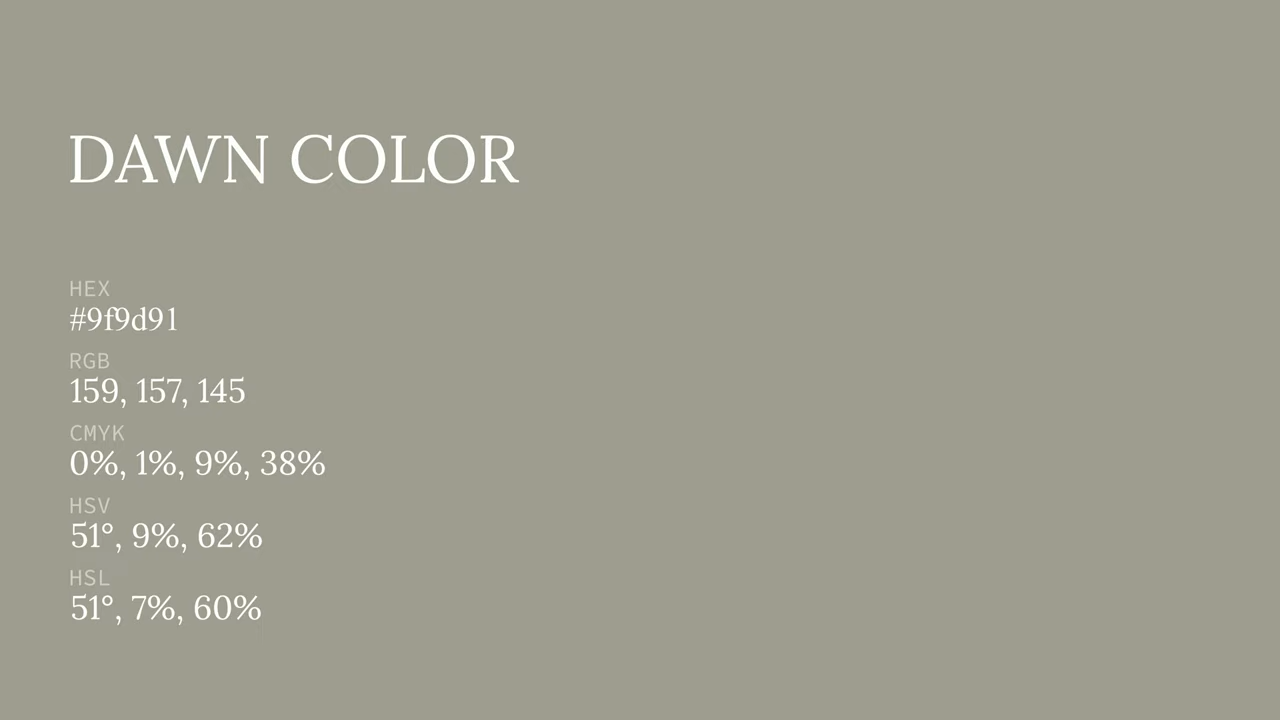 DAWN COLOR
HEX
#9f9d91
RGB
159, 157, 145
CMYK
0%, 1%, 9%, 38%
HSV
51°, 9%, 62%
HSL
51°, 7%, 60%